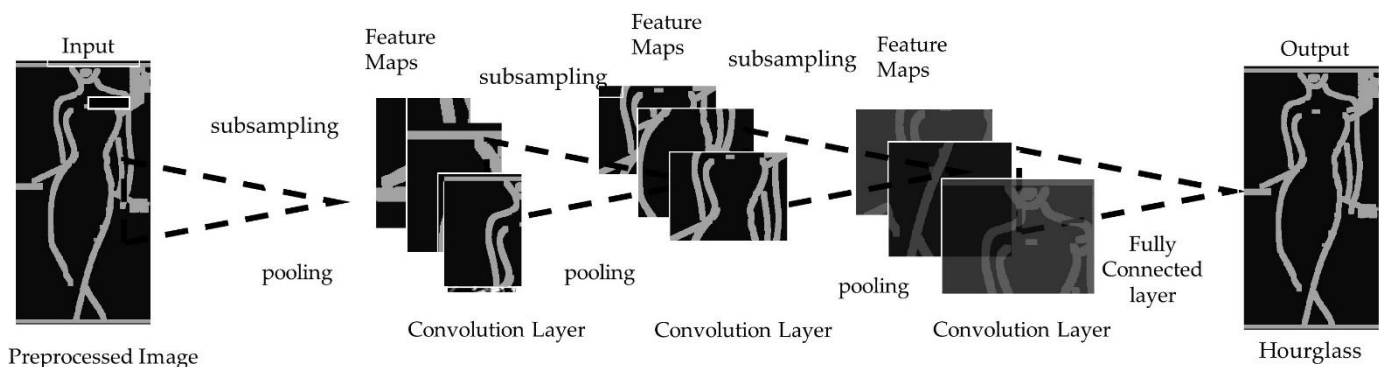 Input
Feature
Maps
Feature
Maps
Feature
Maps
Output
subsampling
subsampling
subsampling
pooling
pooling
pooling
Fully
Connected
layer
Convolution Layer
Convolution Layer
Convolution Layer
Preprocessed Image
Hourglass